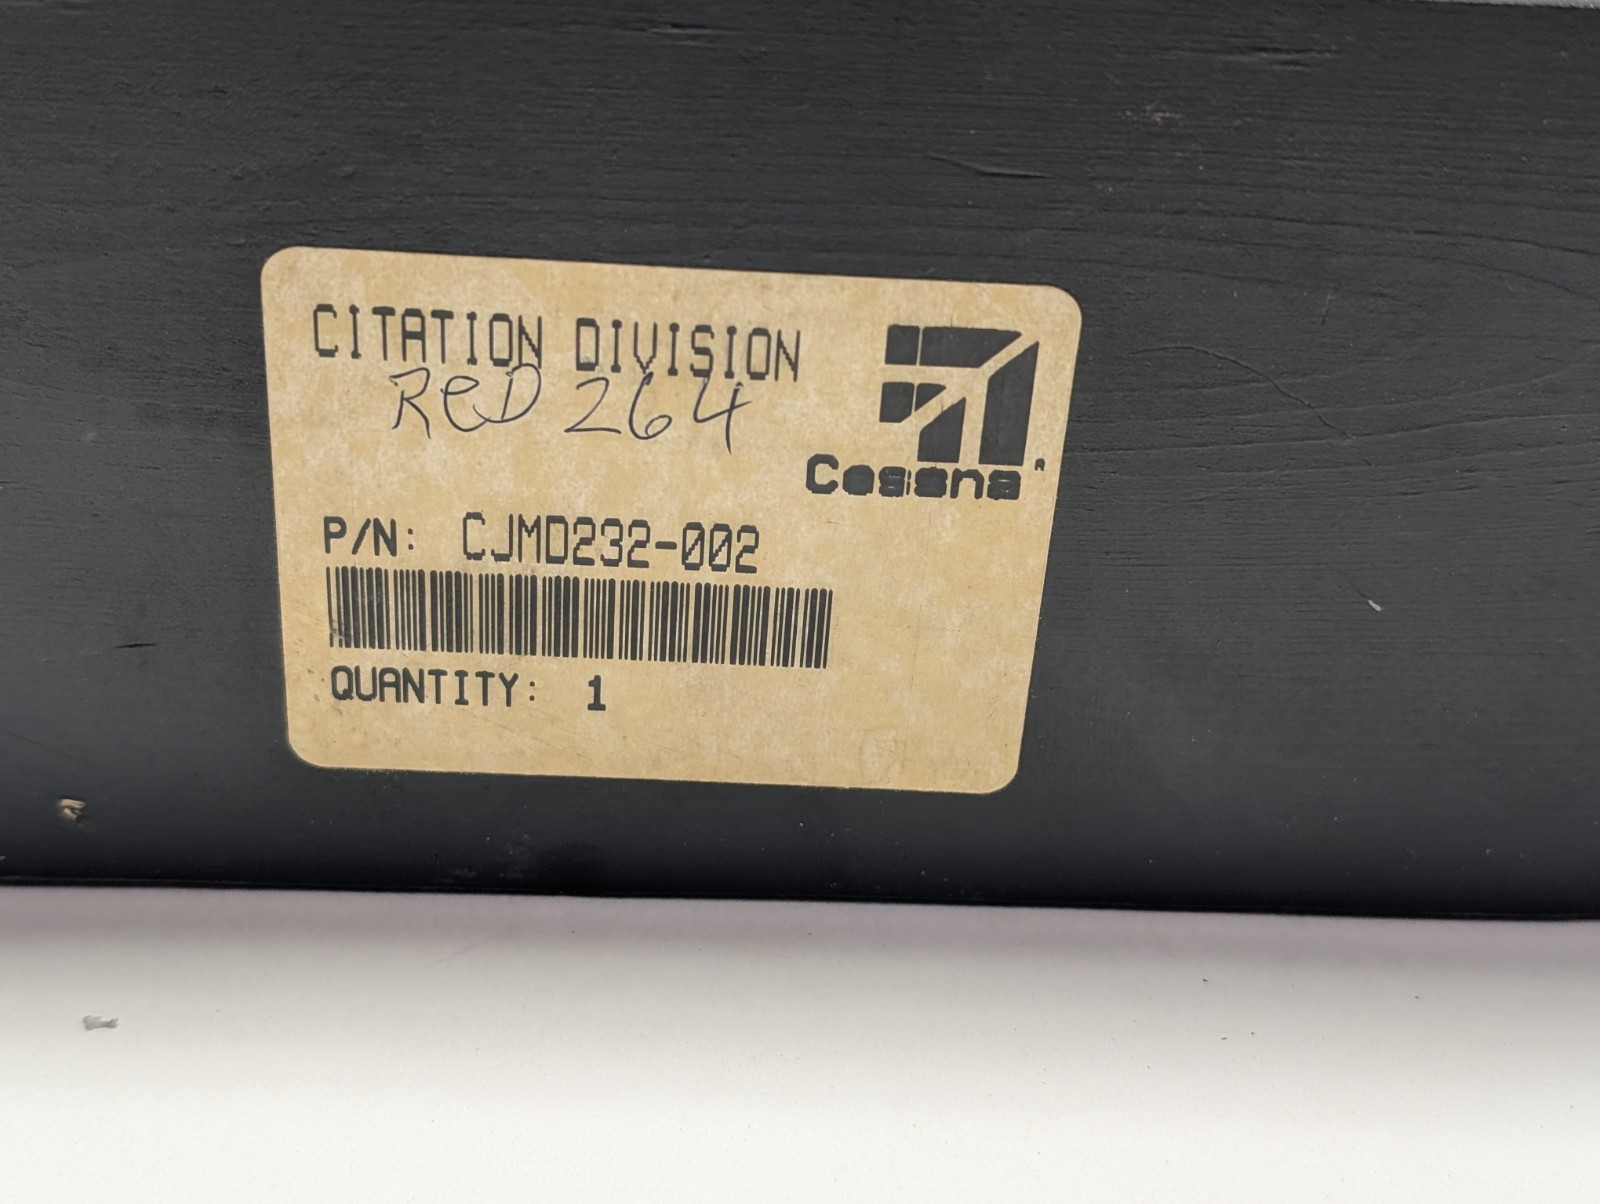 CITATION DIVISION
ReD 264
Cessna®
P/N: CJMD232-002
QUANTITY: 1